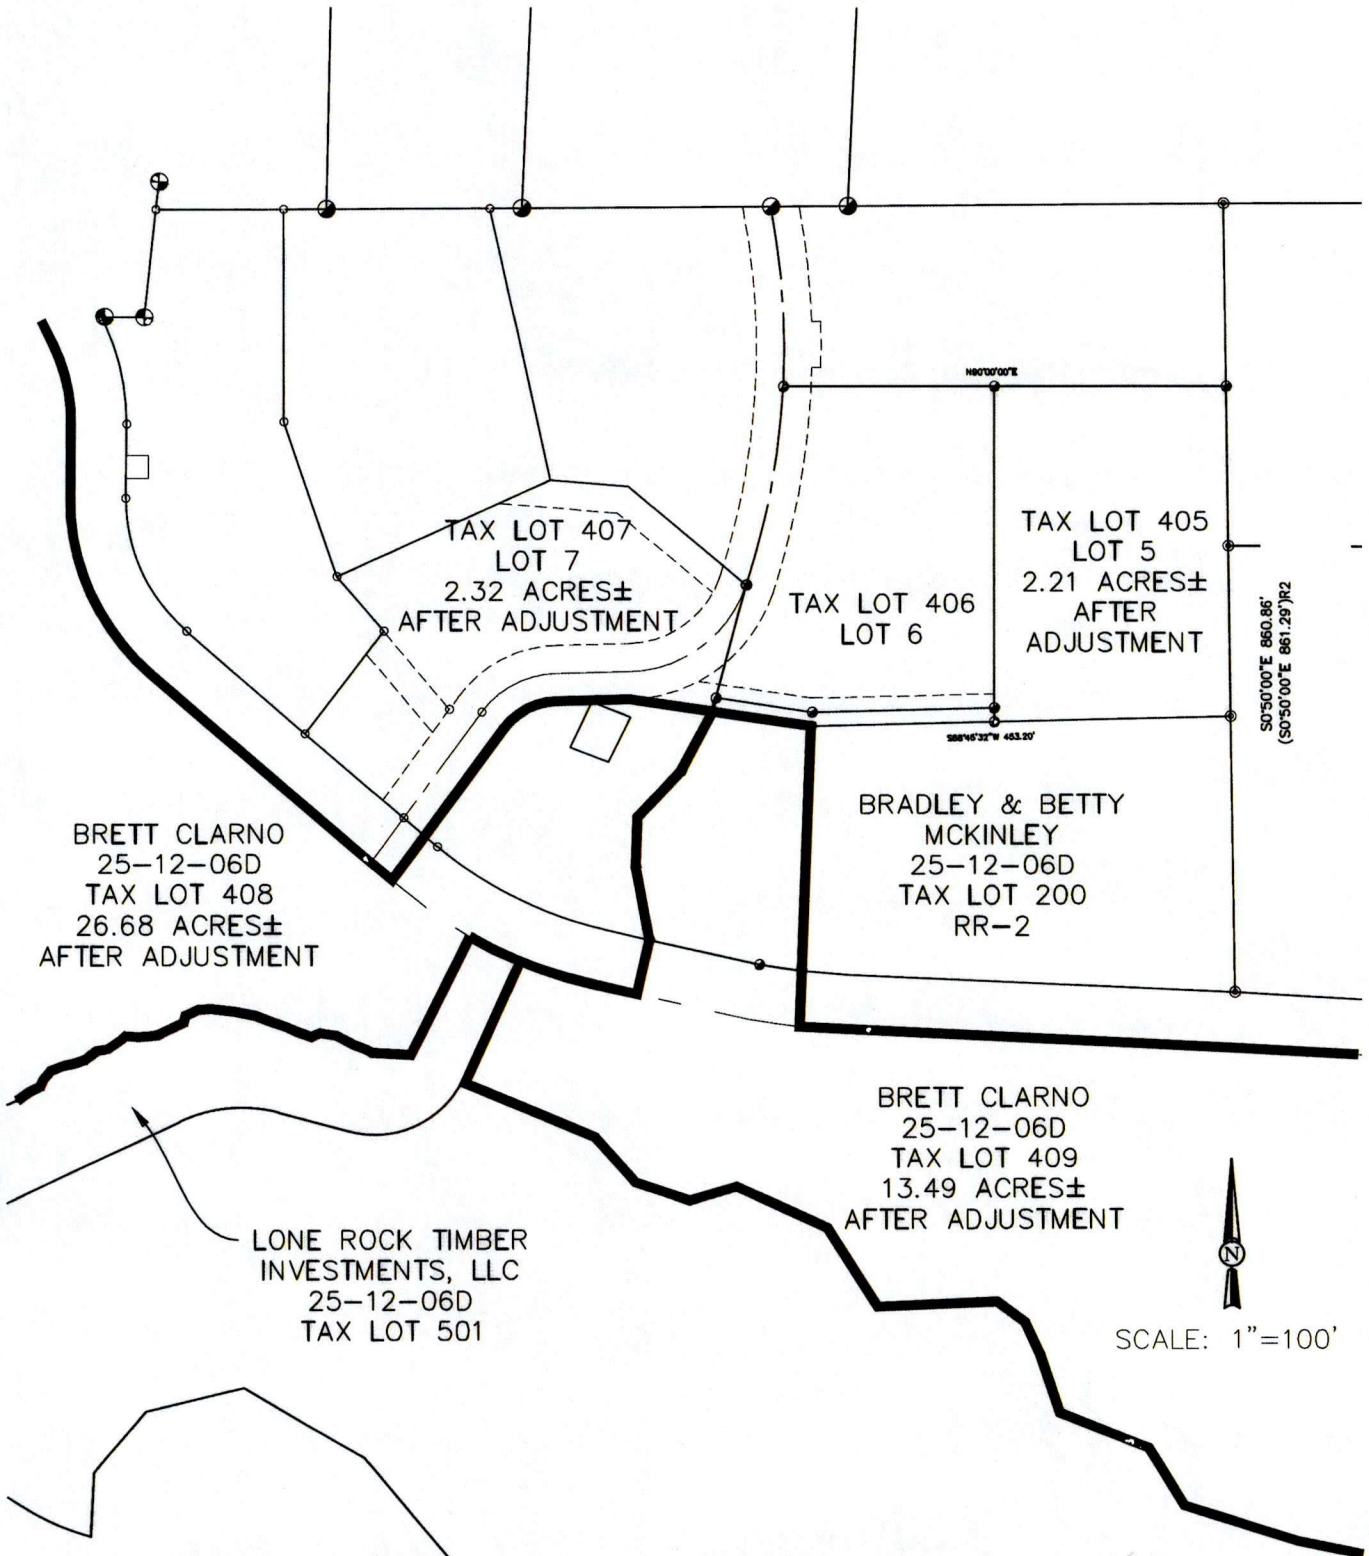 N90°00'00"E
TAX LOT 407
LOT 7
2.32 ACRES±
AFTER ADJUSTMENT
TAX LOT 405
LOT 5
2.21 ACRES±
AFTER
ADJUSTMENT
TAX LOT 406
LOT 6
S0°50'00"E 860.86'
(S0°50'00"E 861.29')R2
S88°45'32"W 453.20'
BRADLEY & BETTY
MCKINLEY
25-12-06D
TAX LOT 200
RR-2
BRETT CLARNO
25-12-06D
TAX LOT 408
26.68 ACRES±
AFTER ADJUSTMENT
BRETT CLARNO
25-12-06D
TAX LOT 409
13.49 ACRES±
AFTER ADJUSTMENT
LONE ROCK TIMBER
INVESTMENTS, LLC
25-12-06D
TAX LOT 501
N
SCALE: 1"=100'